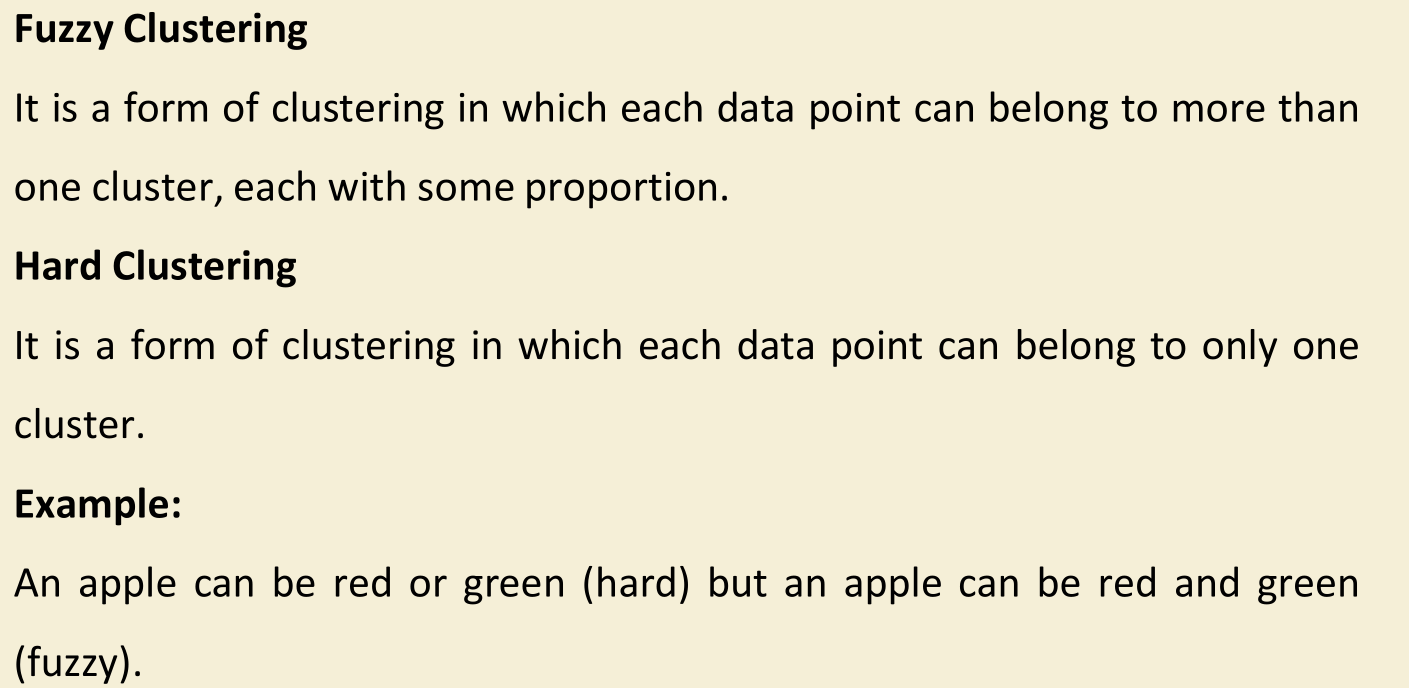 Fuzzy Clustering
It is a form of clustering in which each data point can belong to more than
one cluster, each with some proportion.
Hard Clustering
It is a form of clustering in which each data point can belong to only one
cluster.
Example:
An apple can be red or green (hard) but an apple can be red and green
(fuzzy).